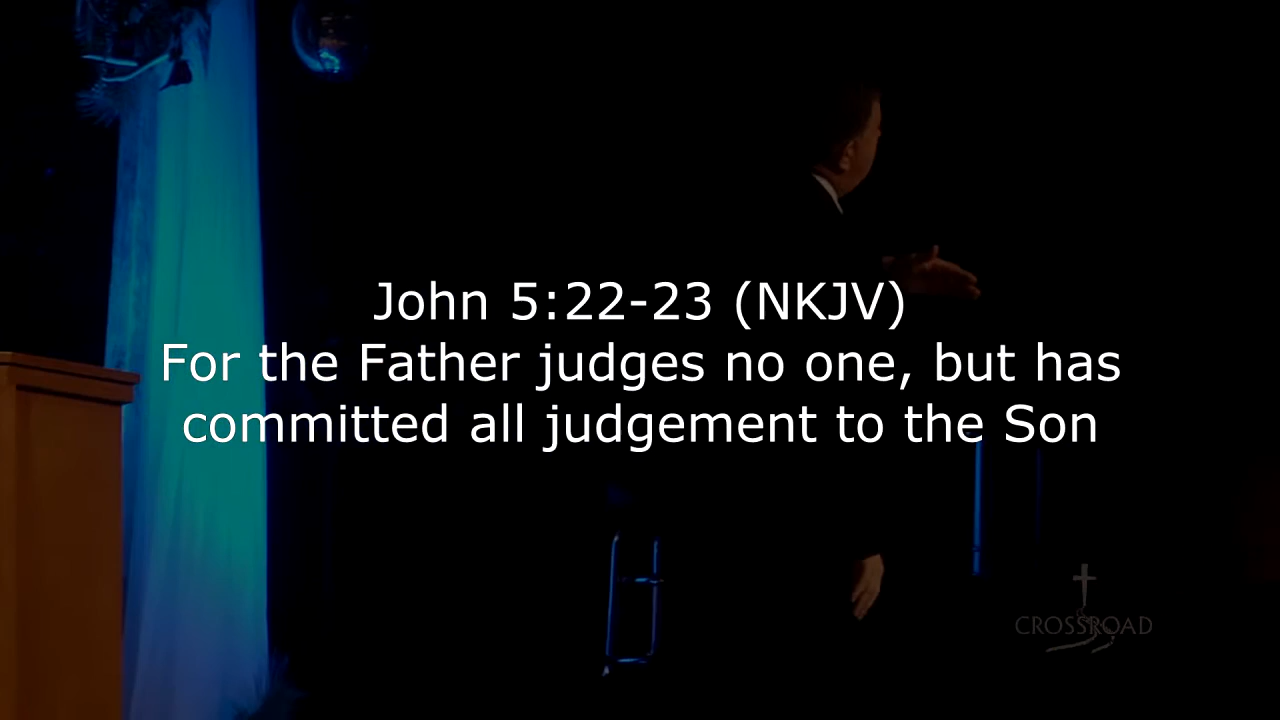 John 5:22-23 (NKJV)
For the Father judges no one, but has
committed all judgement to the Son
CROSSROAD